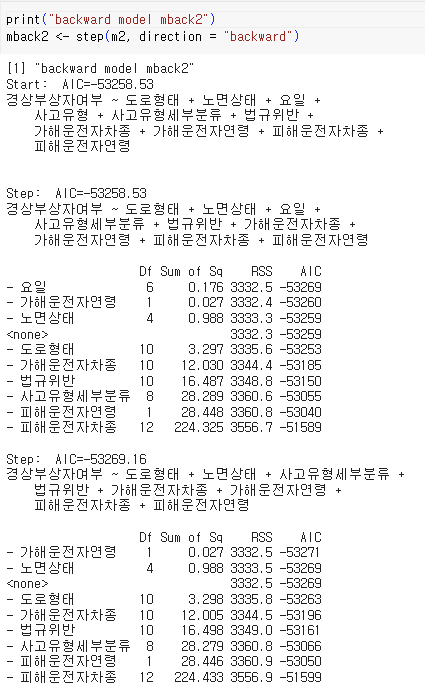 print("backward model mback2")
mback2 <- step(m2, direction = "backward")
[1] "backward model mback2"
Start:  AIC=-53258.53
경상부상자여부 ~ 도로형태 + 노면상태 + 요일 +
    사고유형 + 사고유형세부분류 + 법규위반 +
    가해운전자차종 + 가해운전자연령 + 피해운전자차종 +
    피해운전자연령
Step:  AIC=-53258.53
경상부상자여부 ~ 도로형태 + 노면상태 + 요일 +
    사고유형세부분류 + 법규위반 + 가해운전자차종 +
    가해운전자연령 + 피해운전자차종 + 피해운전자연령
Df Sum of Sq    RSS    AIC
- 요일              6     0.176 3332.5 -53269
- 가해운전자연령    1     0.027 3332.4 -53260
- 노면상태          4     0.988 3333.3 -53259
<none>                          3332.3 -53259
- 도로형태         10     3.297 3335.6 -53253
- 가해운전자차종   10    12.030 3344.4 -53185
- 법규위반         10    16.487 3348.8 -53150
- 사고유형세부분류  8    28.289 3360.6 -53055
- 피해운전자연령    1    28.448 3360.8 -53040
- 피해운전자차종   12   224.325 3556.7 -51589
Step:  AIC=-53269.16
경상부상자여부 ~ 도로형태 + 노면상태 + 사고유형세부분류 +
    법규위반 + 가해운전자차종 + 가해운전자연령 +
    피해운전자차종 + 피해운전자연령
Df Sum of Sq    RSS    AIC
- 가해운전자연령    1     0.027 3332.5 -53271
- 노면상태          4     0.988 3333.5 -53269
<none>                          3332.5 -53269
- 도로형태         10     3.298 3335.8 -53263
- 가해운전자차종   10    12.005 3344.5 -53196
- 법규위반         10    16.498 3349.0 -53161
- 사고유형세부분류  8    28.279 3360.8 -53066
- 피해운전자연령    1    28.446 3360.9 -53050
- 피해운전자차종   12   224.433 3556.9 -51599